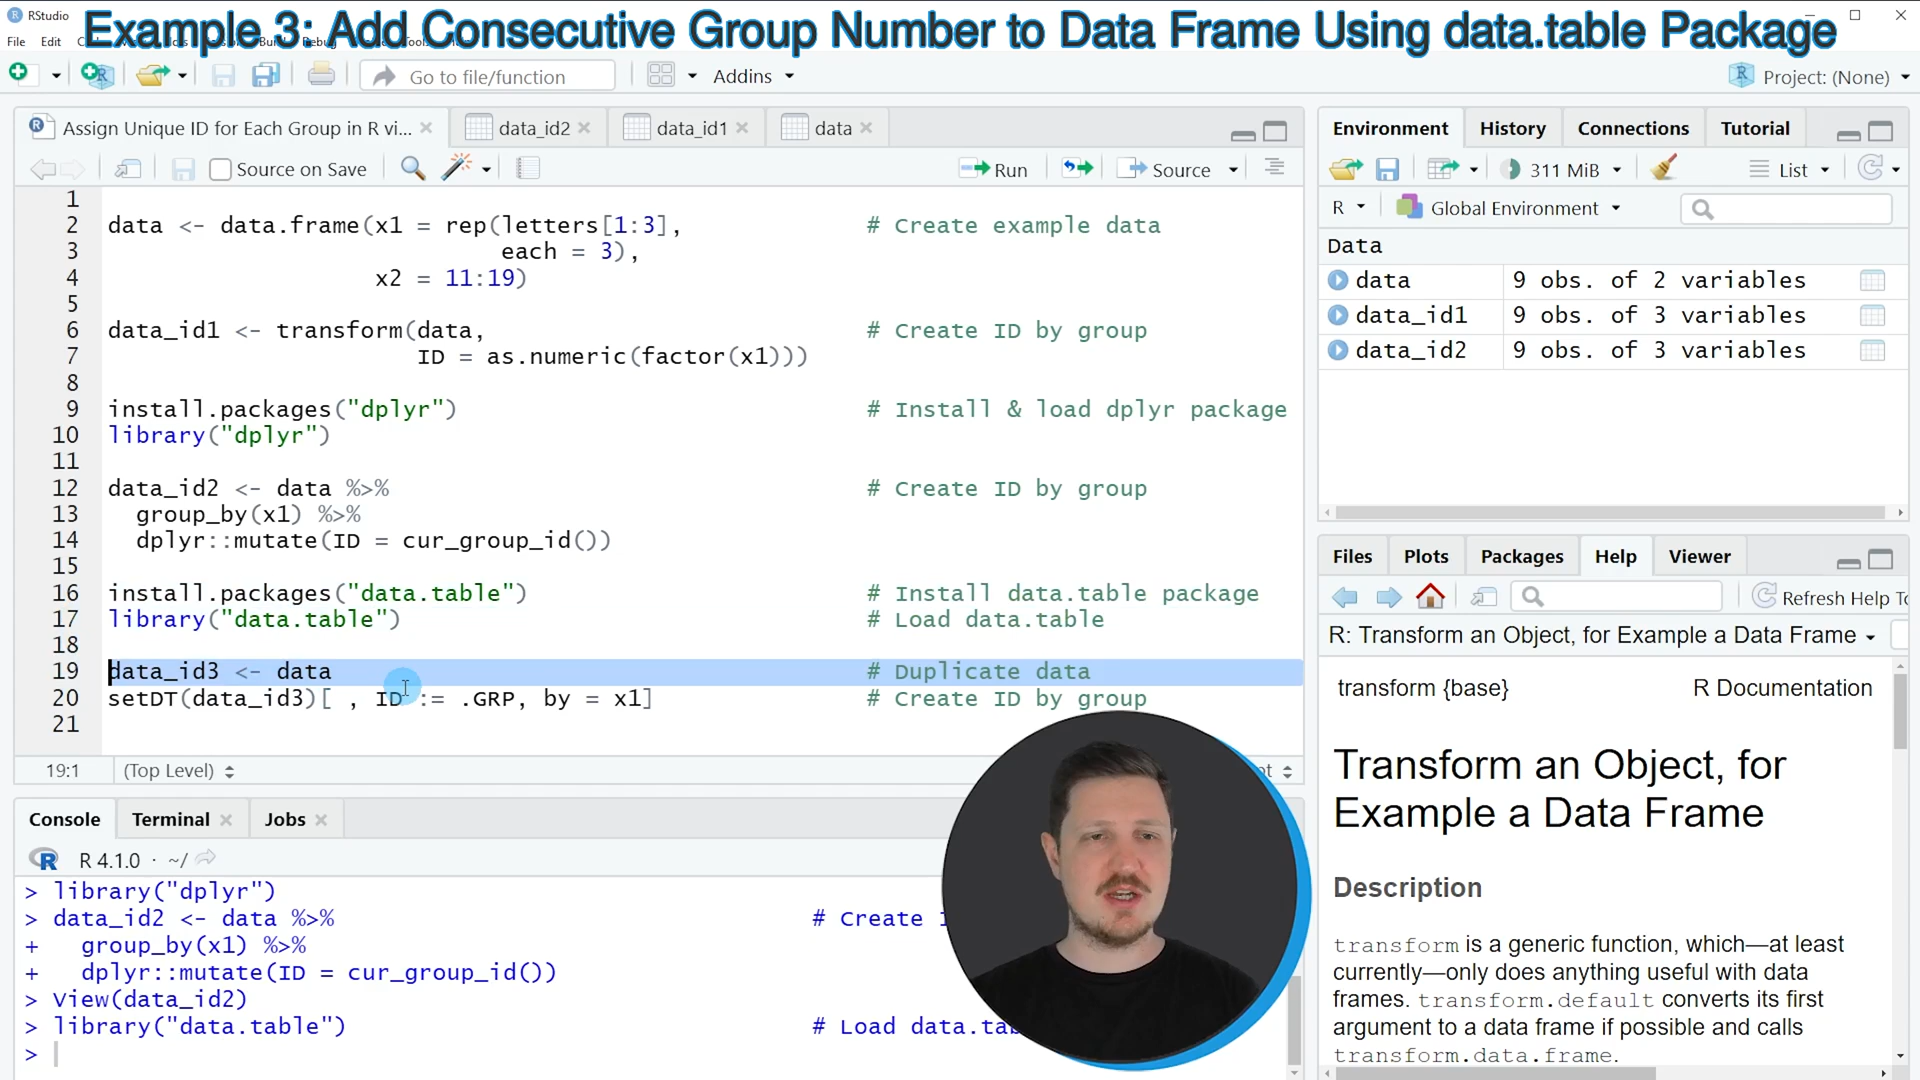 RStudio
Example 3: Add Consecutive Group Number to Data Frame Using data.table Package
File Edit
Go to file/function
Addins
Project: (None)
Assign Unique ID for Each Group in R vi...
data_id2
data_id1
data
Source on Save
Run
Source
1
2 data <- data.frame(x1 = rep(letters[1:3], # Create example data
3 each = 3),
4 x2 = 11:19)
5
6 data_id1 <- transform(data, # Create ID by group
7 ID = as.numeric(factor(x1)))
8
9 install.packages("dplyr") # Install & load dplyr package
10 library("dplyr")
11
12 data_id2 <- data %>% # Create ID by group
13 group_by(x1) %>%
14 dplyr::mutate(ID = cur_group_id())
15
16 install.packages("data.table") # Install data.table package
17 library("data.table") # Load data.table
18
19 data_id3 <- data # Duplicate data
20 setDT(data_id3)[ , ID := .GRP, by = x1] # Create ID by group
21
19:1 (Top Level)
Console Terminal Jobs
R 4.1.0 · ~/
> library("dplyr")
> data_id2 <- data %>% # Create
+ group_by(x1) %>%
+ dplyr::mutate(ID = cur_group_id())
> View(data_id2)
> library("data.table") # Load
>
Environment History Connections Tutorial
311 MiB
List
R Global Environment
Data
data 9 obs. of 2 variables
data_id1 9 obs. of 3 variables
data_id2 9 obs. of 3 variables
Files Plots Packages Help Viewer
Refresh Help
R: Transform an Object, for Example a Data Frame
transform {base} R Documentation
Transform an Object, for
Example a Data Frame
Description
transform is a generic function, which—at least
currently—only does anything useful with data
frames. transform.default converts its first
argument to a data frame if possible and calls
transform.data.frame.